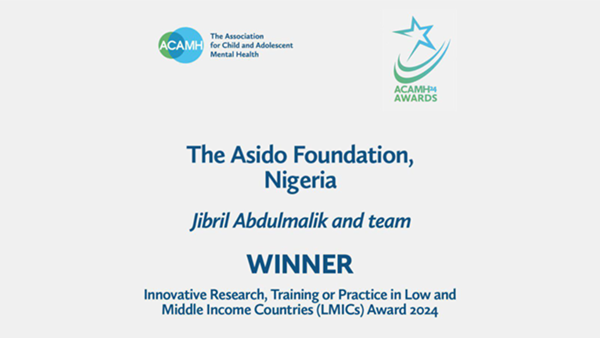 ACAMH
The Association
for Child and Adolescent
Mental Health
ACAMH24
AWARDS
The Asido Foundation,
Nigeria
Jibril Abdulmalik and team
WINNER
Innovative Research, Training or Practice in Low and
Middle Income Countries (LMICs) Award 2024